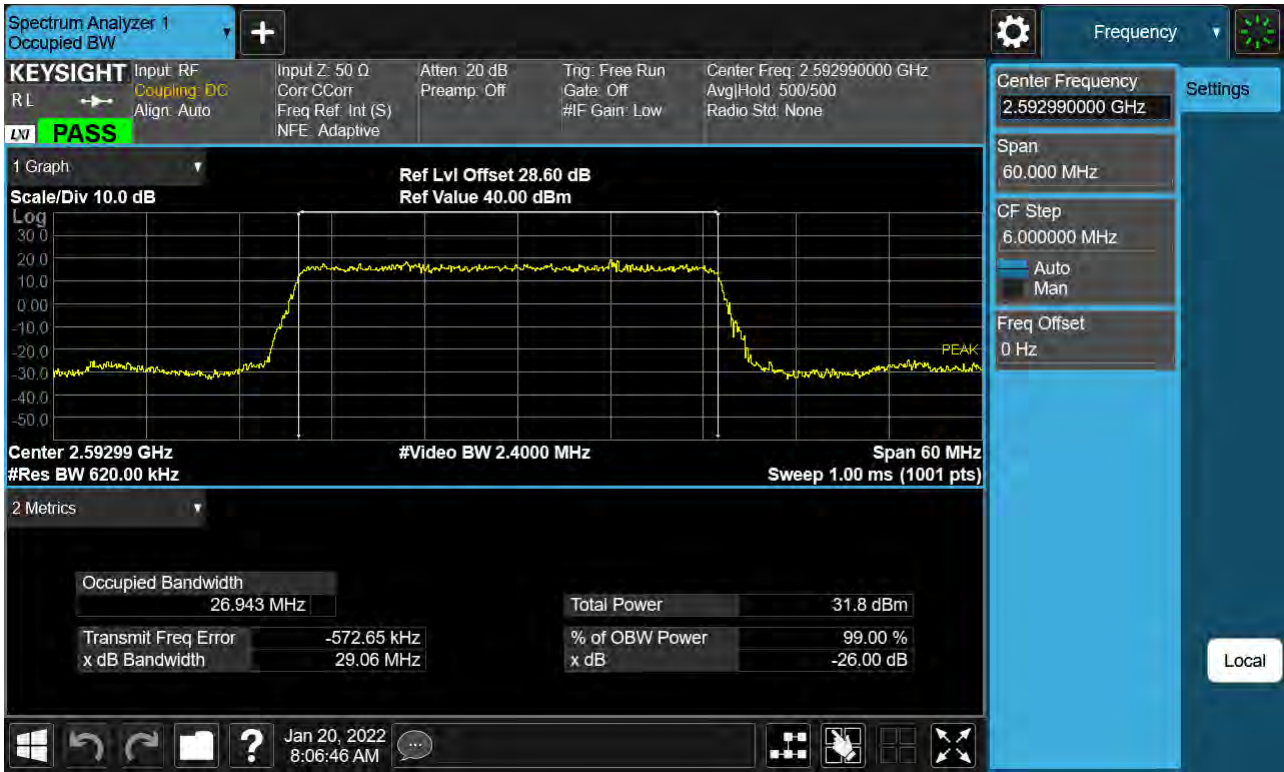 Spectrum Analyzer 1
Occupied BW
Frequency
KEYSIGHT
R L
LXI
PASS
Input: RF
Coupling: DC
Align: Auto
Input Z: 50 Ω
Corr CCorr
Freq Ref: Int (S)
NFE: Adaptive
Atten: 20 dB
Preamp: Off
Trig: Free Run
Gate: Off
#IF Gain: Low
Center Freq: 2.592990000 GHz
Avg|Hold: 500/500
Radio Std: None
Center Frequency
2.592990000 GHz
Settings
Span
60.000 MHz
CF Step
6.000000 MHz
Auto
Man
Freq Offset
0 Hz
Local
1 Graph
Scale/Div 10.0 dB
Ref Lvl Offset 28.60 dB
Ref Value 40.00 dBm
Log
30.0
20.0
10.0
0.00
-10.0
-20.0
-30.0
-40.0
-50.0
PEAK
Center 2.59299 GHz
#Video BW 2.4000 MHz
Span 60 MHz
#Res BW 620.00 kHz
Sweep 1.00 ms (1001 pts)
2 Metrics
Occupied Bandwidth
26.943 MHz
Total Power 31.8 dBm
Transmit Freq Error -572.65 kHz
% of OBW Power 99.00 %
x dB Bandwidth 29.06 MHz
x dB -26.00 dB
?
Jan 20, 2022
8:06:46 AM